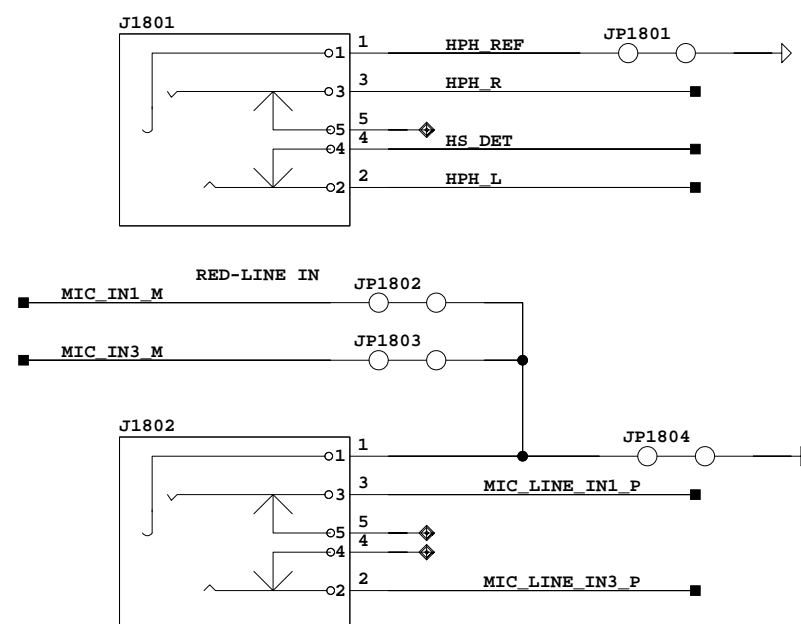 J1801
JP1801
1 1 HPH_REF
3 3 HPH_R
5 5
4 4 HS_DET
2 2 HPH_L
RED-LINE IN
MIC_IN1_M JP1802
MIC_IN3_M JP1803
J1802
JP1804
1 1
3 3 MIC_LINE_IN1_P
5 5
4 4
2 2 MIC_LINE_IN3_P